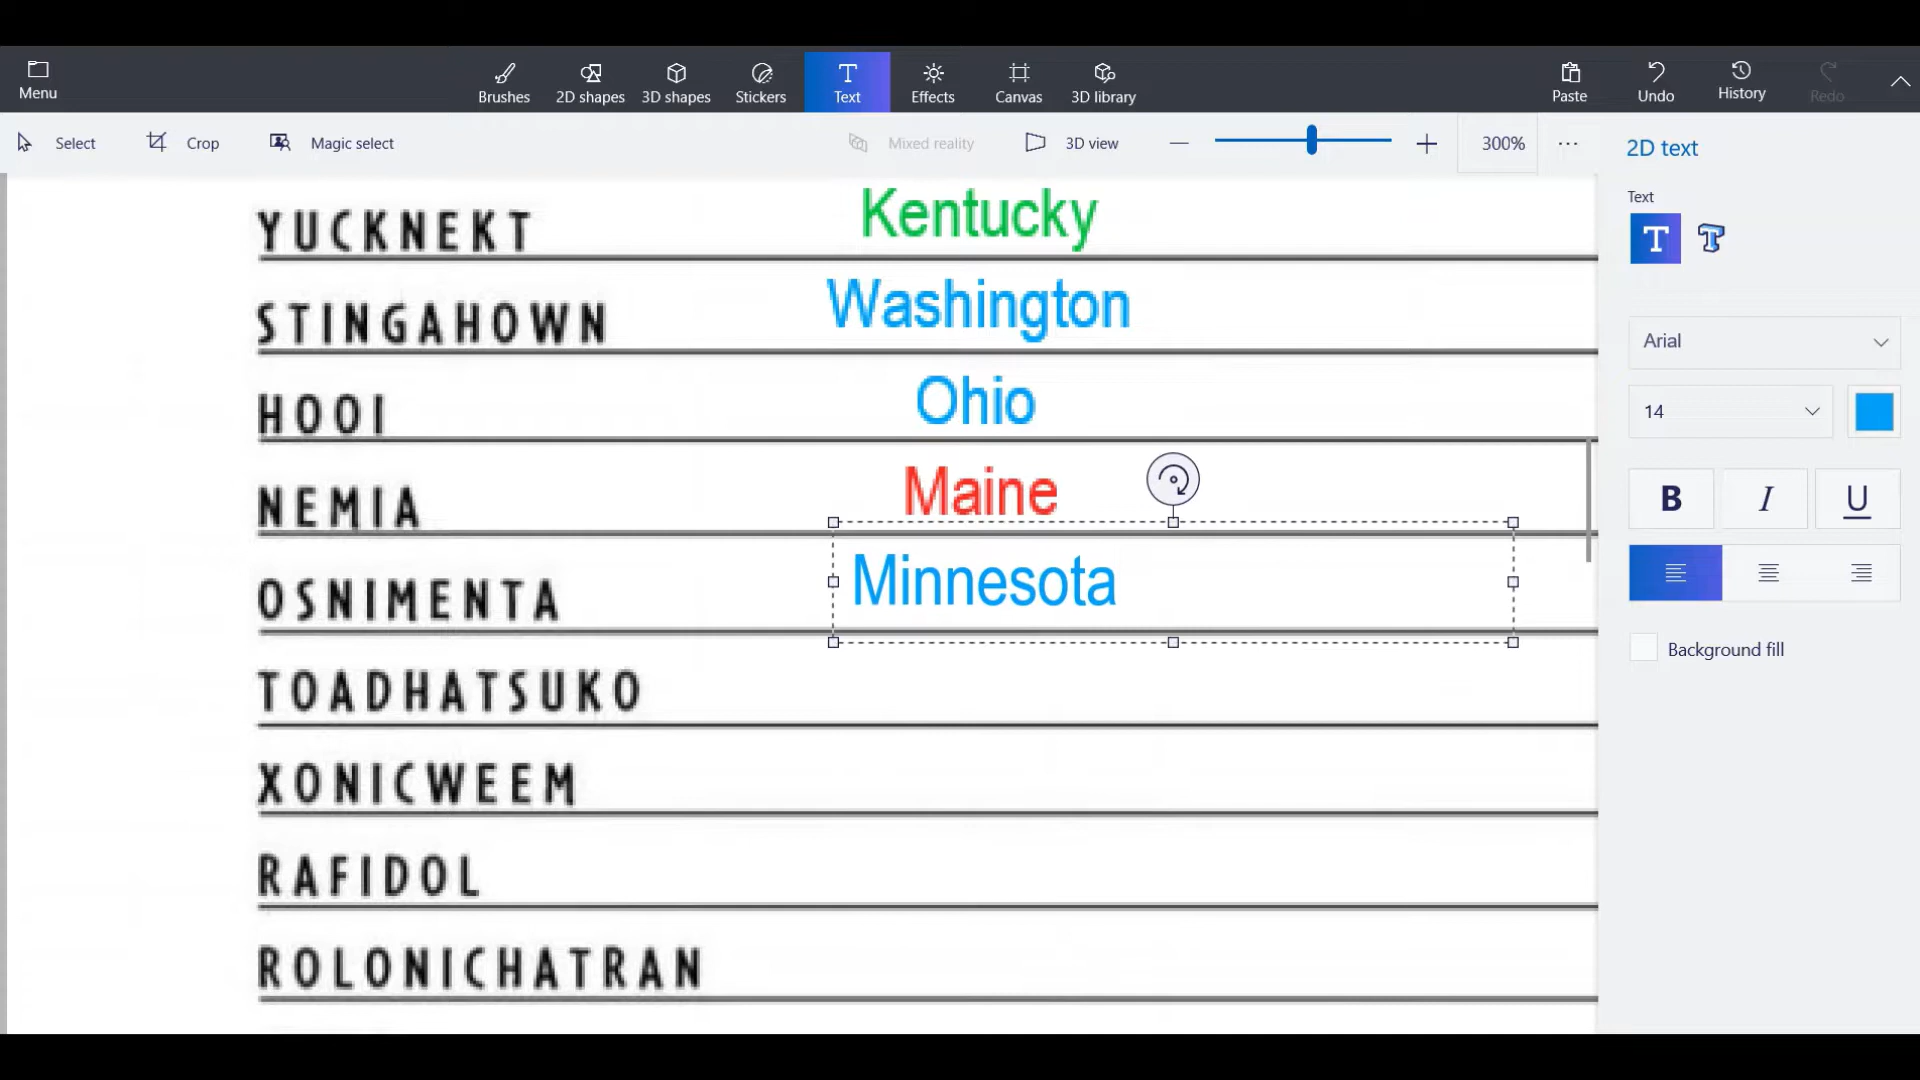 Menu
Brushes
2D shapes
3D shapes
Stickers
T
Text
Effects
Canvas
3D library
Paste
Undo
History
Redo
Select
Crop
Magic select
Mixed reality
3D view
300%
...
2D text
Text
T T
Arial
14
B I U
Background fill
YUCKNEKT Kentucky
STINGAHOWN Washington
HOOI Ohio
NEMIA Maine
OSNIMENTA Minnesota
TOADHATSUKO
XONICWEEM
RAFIDOL
ROLONICHATRAN